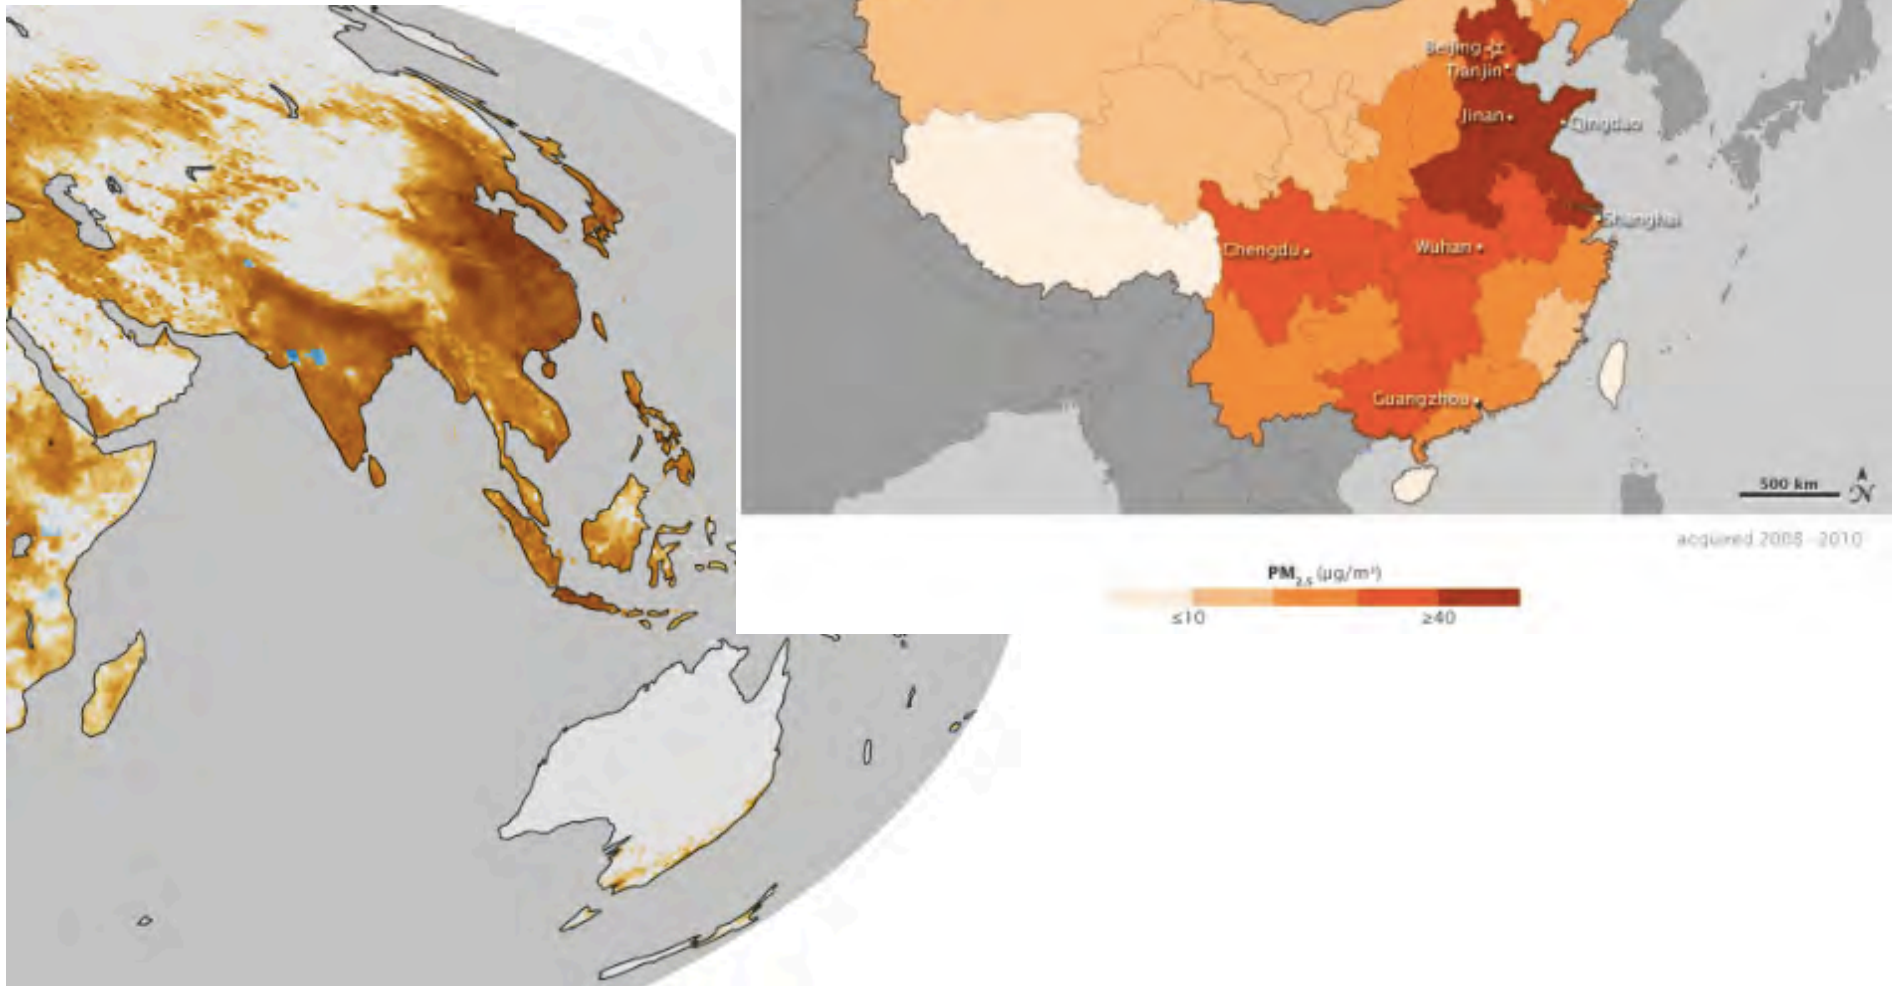 Beijing
Tianjin
Jinan
Qingdao
Shanghai
Chengdu
Wuhan
Guangzhou
500 km
N
acquired 2008 - 2010
PM2.5 (µg/m³)
≤10 ≥40